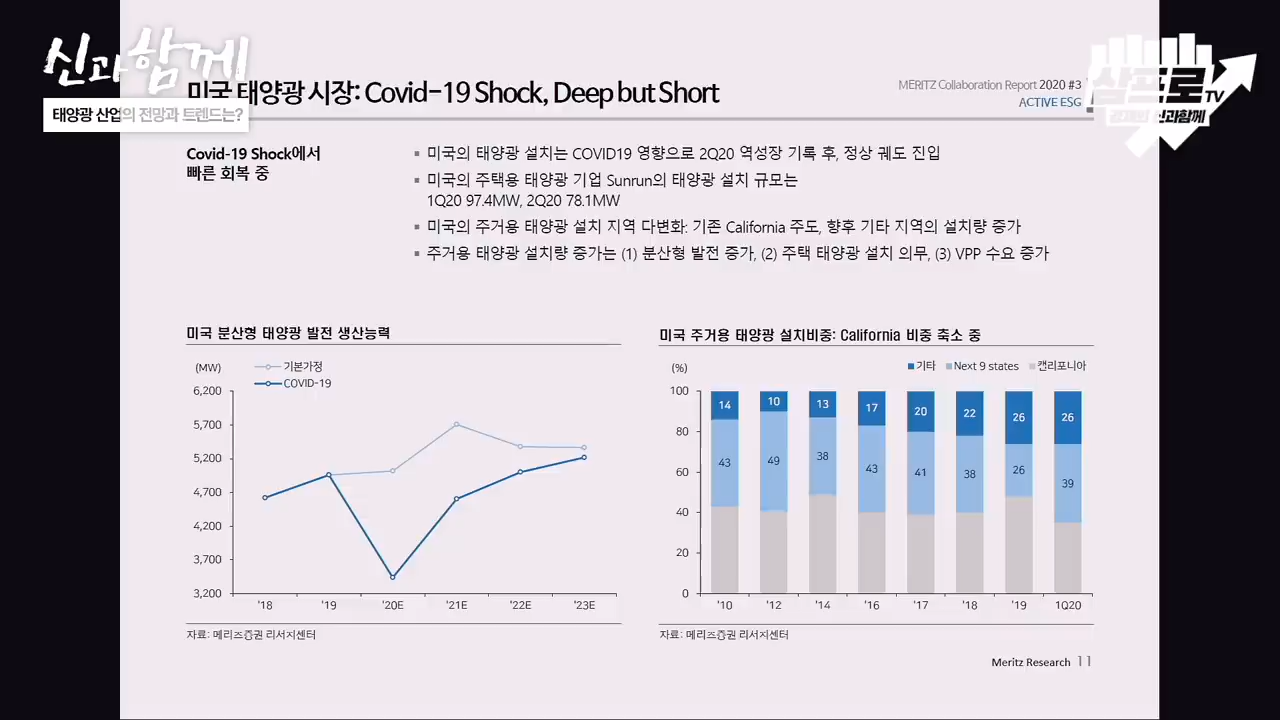 신과함께
태양광 산업의 전망과 트렌드는?
삼프로TV
경제의 신과함께
미국 태양광 시장: Covid-19 Shock, Deep but Short
MERITZ Collaboration Report 2020 #3
ACTIVE ESG
Covid-19 Shock에서
빠른 회복 중
▪ 미국의 태양광 설치는 COVID19 영향으로 2Q20 역성장 기록 후, 정상 궤도 진입
▪ 미국의 주택용 태양광 기업 Sunrun의 태양광 설치 규모는
1Q20 97.4MW, 2Q20 78.1MW
▪ 미국의 주거용 태양광 설치 지역 다변화: 기존 California 주도, 향후 기타 지역의 설치량 증가
▪ 주거용 태양광 설치량 증가는 (1) 분산형 발전 증가, (2) 주택 태양광 설치 의무, (3) VPP 수요 증가
미국 분산형 태양광 발전 생산능력
(MW)
기본가정
COVID-19
6,200
5,700
5,200
4,700
4,200
3,700
3,200
'18 '19 '20E '21E '22E '23E
자료: 메리츠증권 리서치센터
미국 주거용 태양광 설치비중: California 비중 축소 중
(%)
기타 Next 9 states 캘리포니아
100
80
60
40
20
0
14 10 13 17 20 22 26 26
43 49 38 43 41 38 26 39
'10 '12 '14 '16 '17 '18 '19 1Q20
자료: 메리츠증권 리서치센터
Meritz Research 11